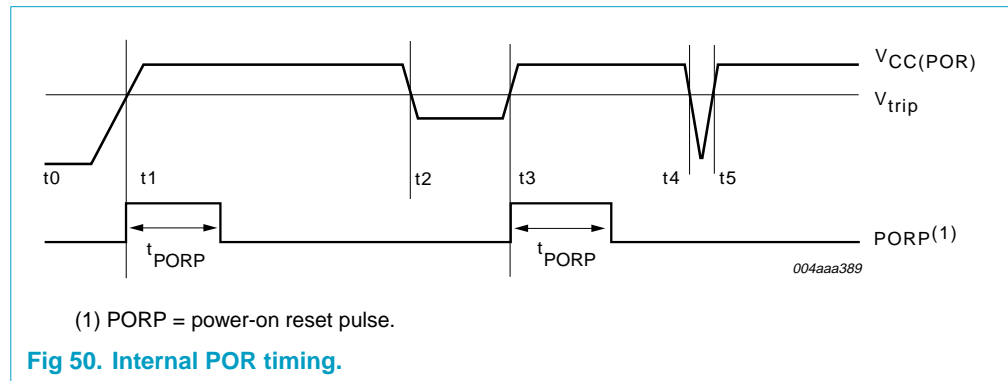 VCC(POR)
Vtrip
t0 t1 t2 t3 t4 t5
PORP(1)
tPORP tPORP
004aaa389
(1) PORP = power-on reset pulse.
Fig 50. Internal POR timing.